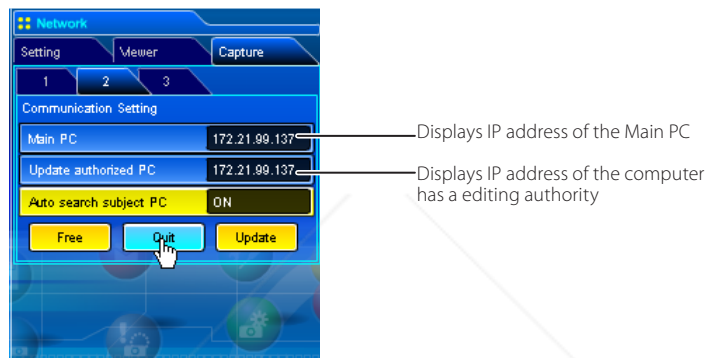 Network
Setting
Viewer
Capture
1
2
3
Communication Setting
Main PC
172.21.99.137
Displays IP address of the Main PC
Update authorized PC
172.21.99.137
Displays IP address of the computer
has a editing authority
Auto search subject PC
ON
Free
Quit
Update